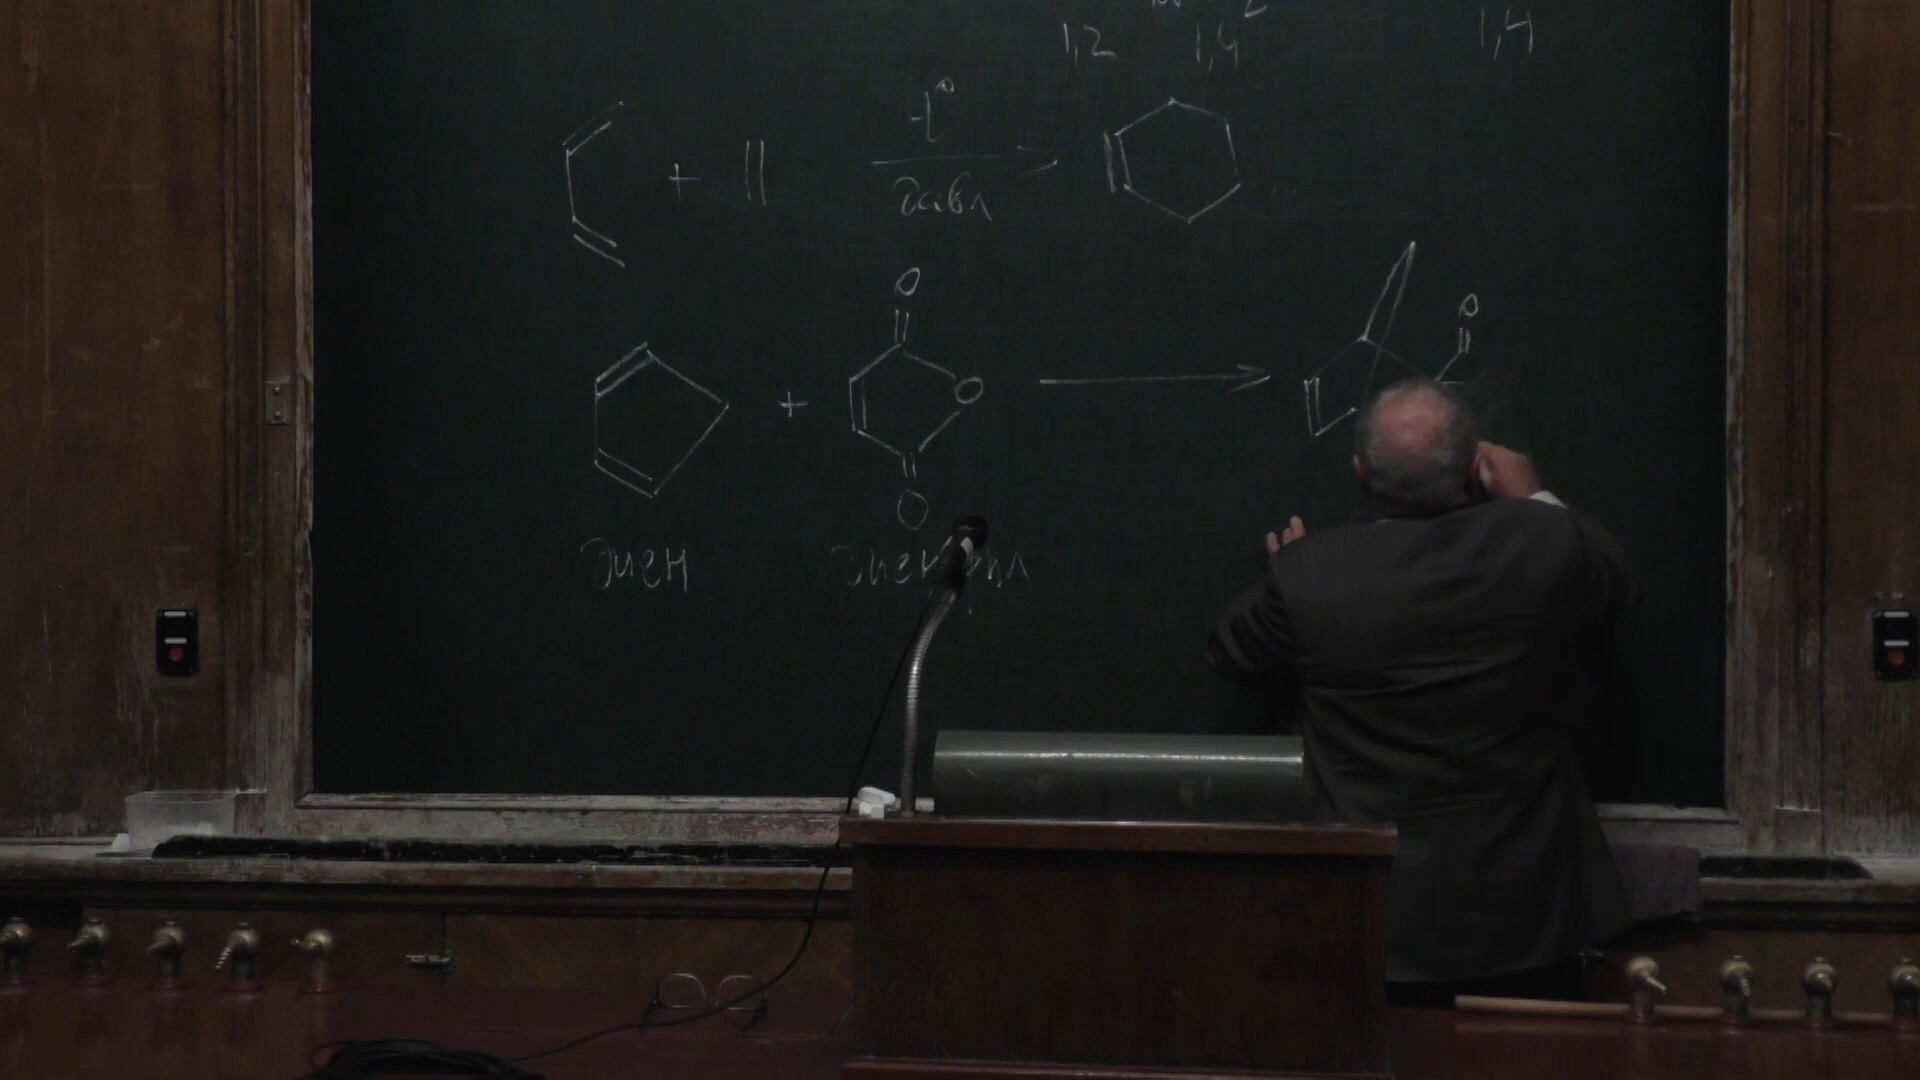 1,2 1,4 1,4
t°
+
давл
O
O
+
O
O
диен диенофил